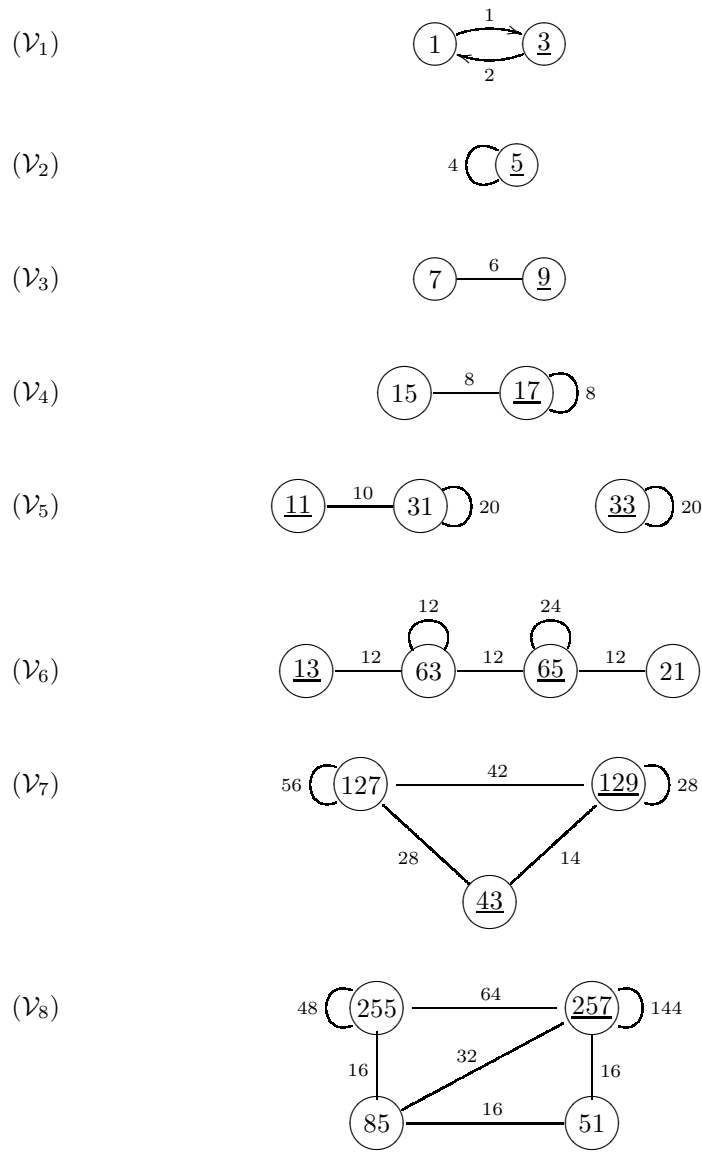 1
(𝒱₁) 1 3
2
(𝒱₂) 4 5
6
(𝒱₃) 7 9
8
(𝒱₄) 15 17 8
10
(𝒱₅) 11 31 20 33 20
12 24
12 12 12
(𝒱₆) 13 63 65 21
42
(𝒱₇) 56 127 129 28
28 14
43
64
(𝒱₈) 48 255 257 144
32
16 16
16
85 51